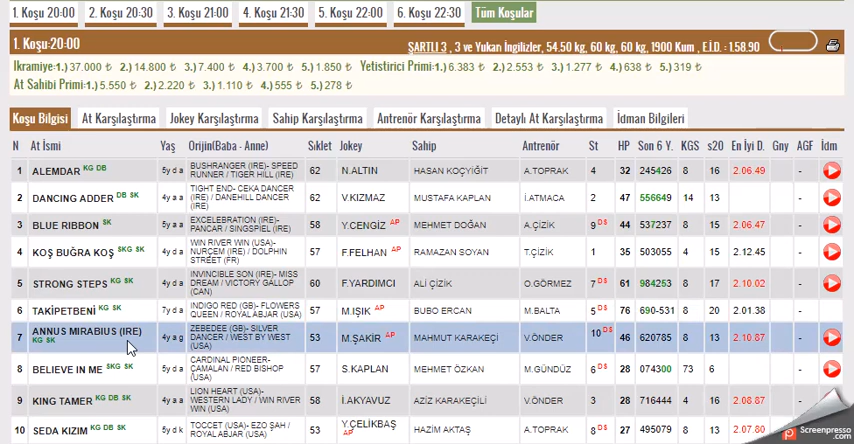 1. Koşu 20:00 2. Koşu 20:30 3. Koşu 21:00 4. Koşu 21:30 5. Koşu 22:00 6. Koşu 22:30 Tüm Koşular
1. Koşu:20:00 ŞARTLI 3 , 3 ve Yukarı İngilizler, 54.50 kg, 60 kg, 60 kg, 1900 Kum , E.İ.D. : 1.58.90
Ikramiye:1.) 37.000 ₺ 2.) 14.800 ₺ 3.) 7.400 ₺ 4.) 3.700 ₺ 5.) 1.850 ₺ Yetistirici Primi:1.) 6.383 ₺ 2.) 2.553 ₺ 3.) 1.277 ₺ 4.) 638 ₺ 5.) 319 ₺
At Sahibi Primi:1.) 5.550 ₺ 2.) 2.220 ₺ 3.) 1.110 ₺ 4.) 555 ₺ 5.) 278 ₺
Koşu Bilgisi At Karşılaştırma Jokey Karşılaştırma Sahip Karşılaştırma Antrenör Karşılaştırma Detaylı At Karşılaştırma İdman Bilgileri
N At İsmi Yaş Orijin(Baba - Anne) Sıklet Jokey Sahip Antrenör St HP Son 6 Y. KGS s20 En İyi D. Gny AGF İdm
1 ALEMDAR KG DB 5y d a BUSHRANGER (IRE)- SPEED RUNNER / TIGER HILL (IRE) 62 N.ALTIN HASAN KOÇYİĞİT A.TOPRAK 4 32 245426 8 16 2.06.49 -
2 DANCING ADDER DB SK 4y a a TIGHT END- CEKA DANCER (IRE) / DANEHILL DANCER (IRE) 62 V.KIZMAZ MUSTAFA KAPLAN İ.ATMACA 2 47 556649 14 13 -
3 BLUE RIBBON SK 4y a a EXCELEBRATION (IRE)- PANCAR / SINGSPIEL (IRE) 58 Y.CENGİZ AP MEHMET DOĞAN A.ÇİZİK 9 DS 44 537237 8 15 2.06.47 -
4 KOŞ BUĞRA KOŞ SKG SK 4y d a WIN RIVER WIN (USA)- NURÇEM (IRE) / DOLPHIN STREET (FR) 57 F.FELHAN AP RAMAZAN SOYAN T.ÇİZİK 1 35 503055 4 15 2.12.45 -
5 STRONG STEPS KG SK 4y d a INVINCIBLE SON (IRE)- MISS DREAM / VICTORY GALLOP (CAN) 60 F.YARDIMCI ALİ ÇİZİK O.GÖRMEZ 7 DS 61 984253 8 17 2.10.02 -
6 TAKİPETBENİ KG SK 7y d a INDIGO RED (GB)- FLOWERS QUEEN / ROYAL ABJAR (USA) 57 M.IŞIK AP BUBO ERCAN M.BALTA 5 DS 76 690-531 8 20 2.01.38 -
7 ANNUS MIRABIUS (IRE) KG SK 4y a g ZEBEDEE (GB)- SILVER DANCER / WEST BY WEST (USA) 53 M.ŞAKİR AP MAHMUT KARAKEÇİ V.ÖNDER 10 DS 46 620785 8 13 2.10.87 -
8 BELIEVE IN ME SKG SK 5y d a CARDINAL PIONEER- ÇAMALAN / RED BISHOP (USA) 57 S.KAPLAN MEHMET ÖZKAN M.GÜNDÜZ 6 DS 28 074300 73 6 -
9 KING TAMER KG DB SK 4y a a LION HEART (USA)- WESTERN LADY / WIN RIVER WIN (USA) 58 İ.AKYAVUZ AZİZ KARAKEÇİLİ V.ÖNDER 3 28 716444 8 16 2.08.87 -
10 SEDA KIZIM KG DB SK 5y d k TOCCET (USA)- EZO ŞAH / ROYAL ABJAR (USA) 53 Y.ÇELİKBAŞ AP HAZİM AKTAŞ A.TOPRAK 8 DS 27 495079 8 13 2.07.80 -
Screenpresso
.com